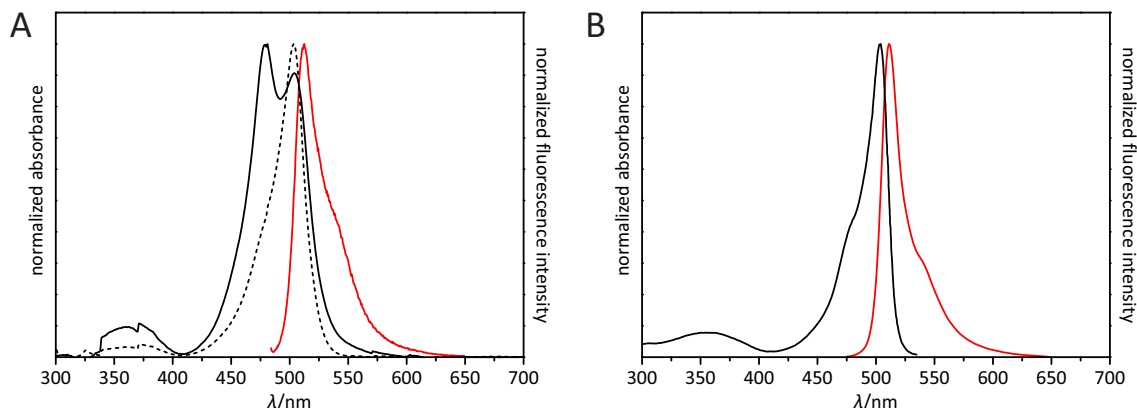 A
normalized absorbance
normalized fluorescence intensity
300 350 400 450 500 550 600 650 700
λ/nm
B
normalized absorbance
normalized fluorescence intensity
300 350 400 450 500 550 600 650 700
λ/nm